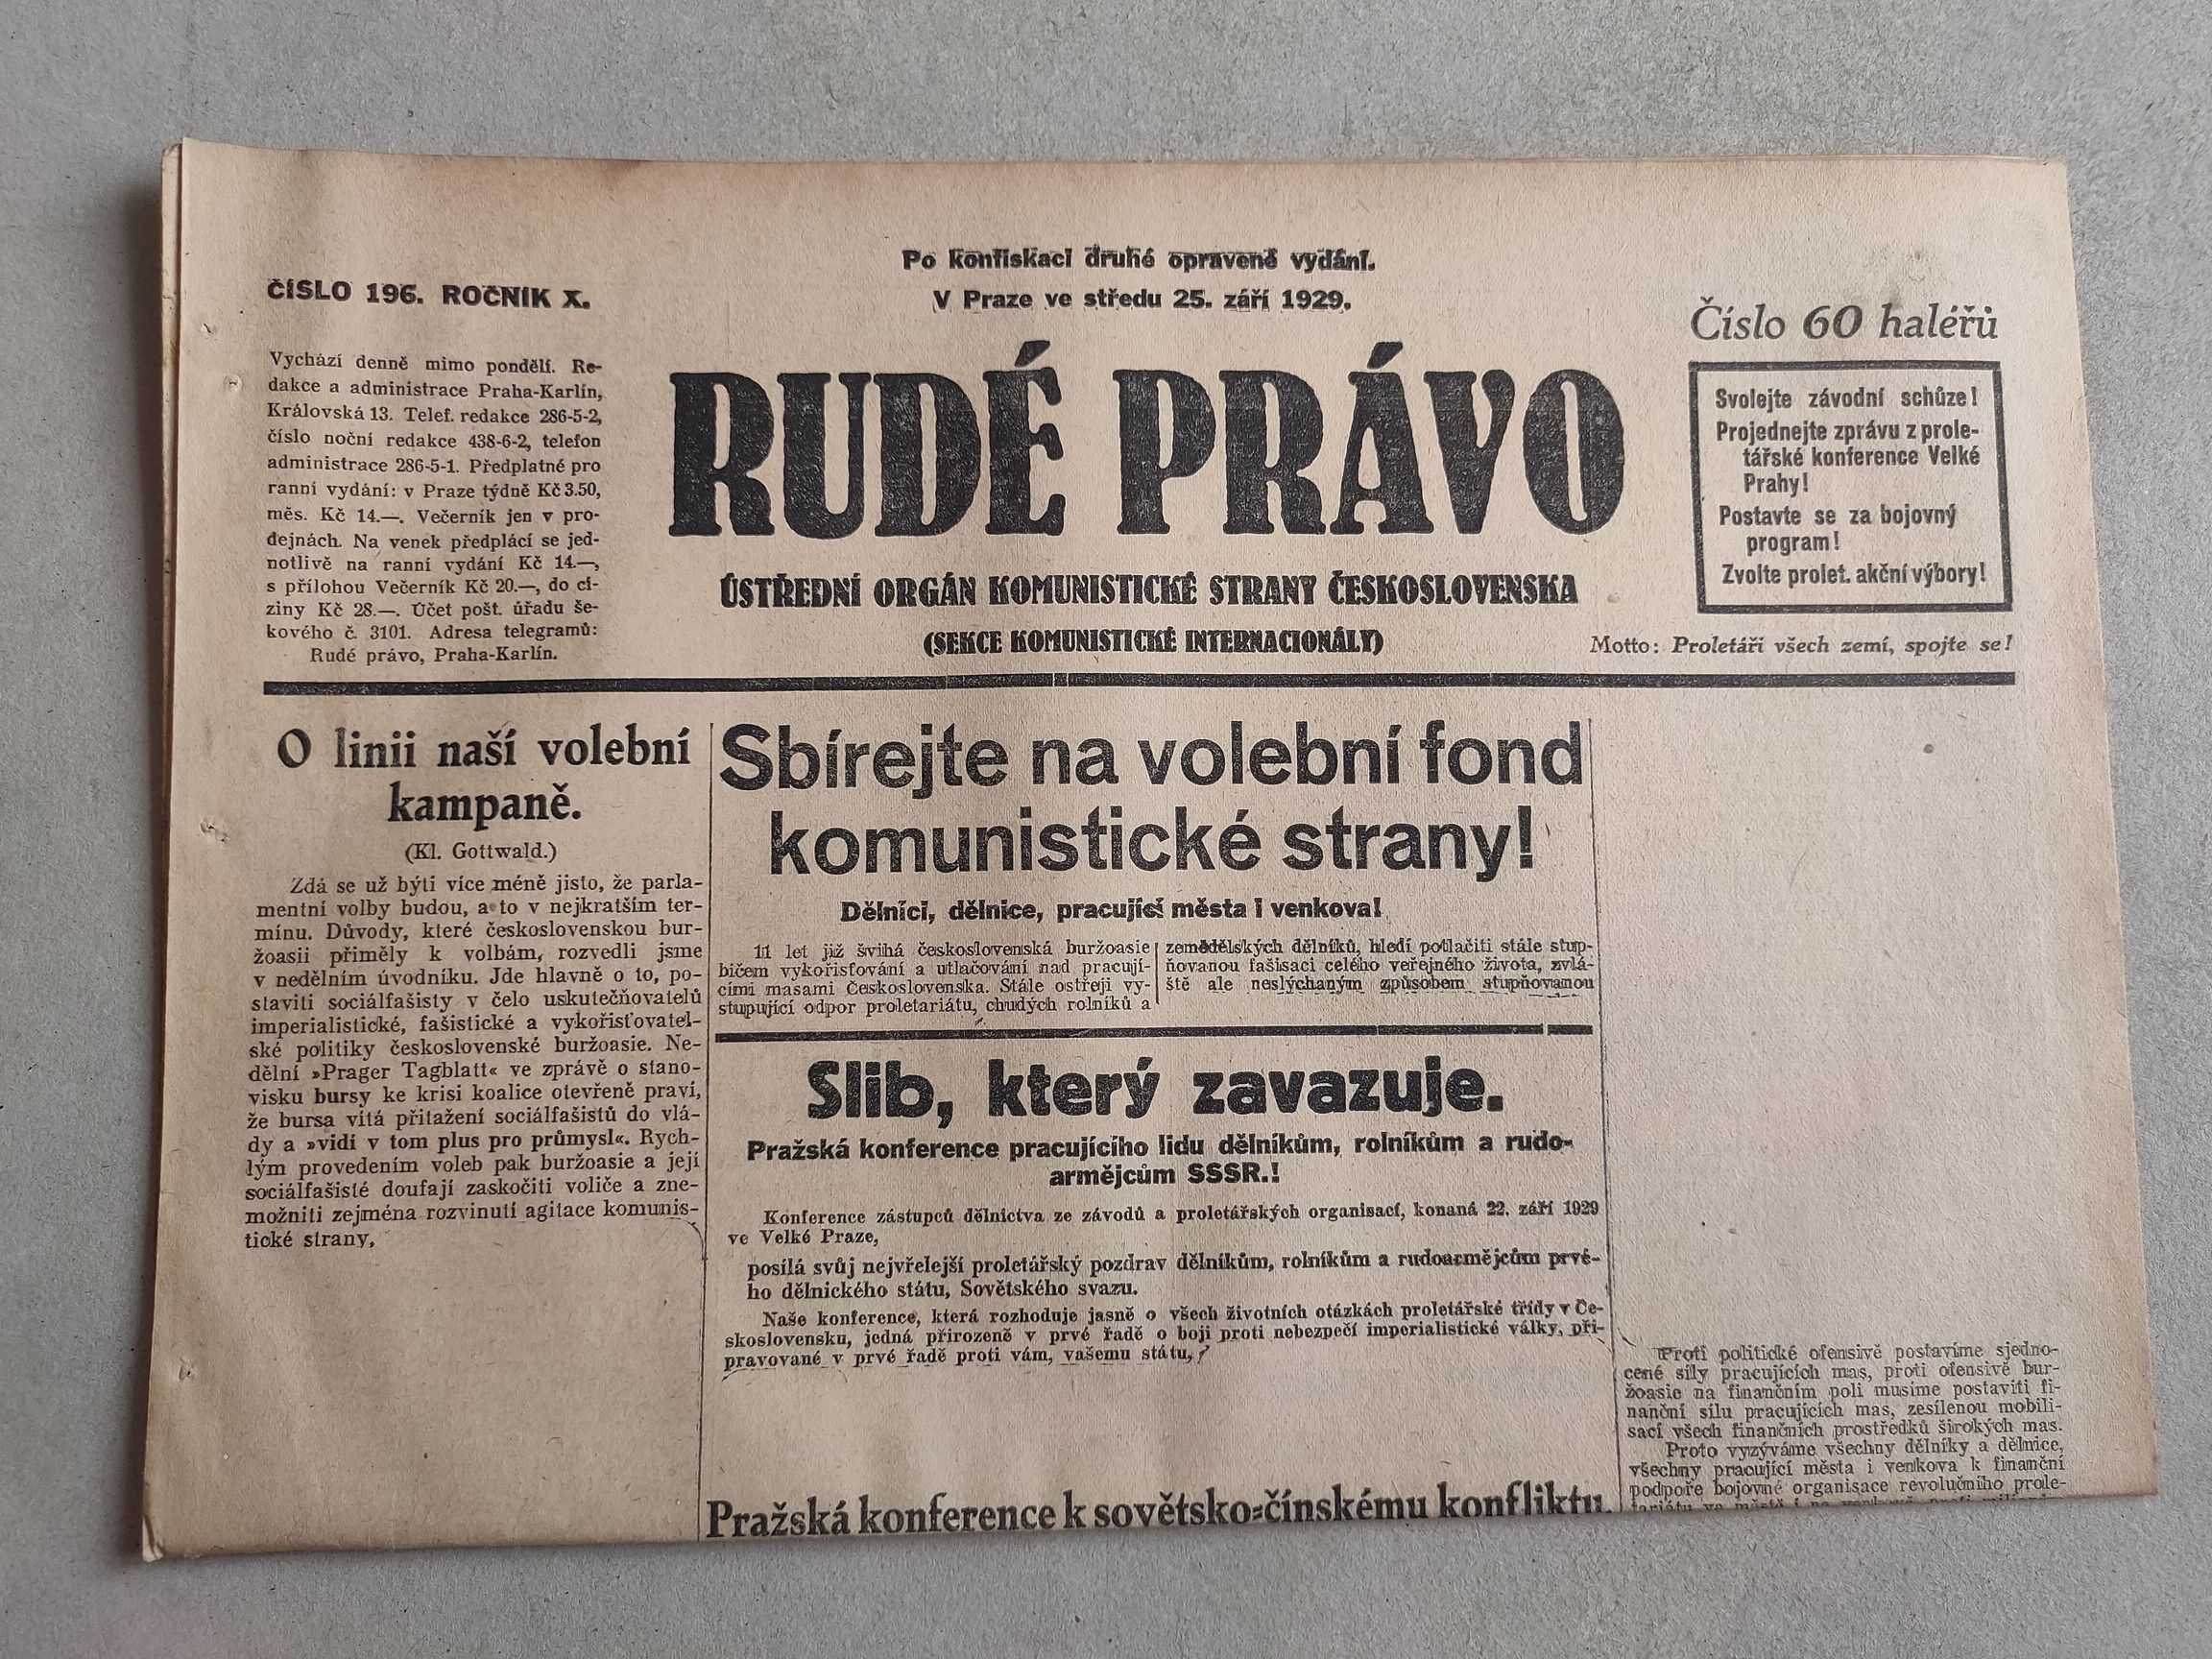 Po konfiskaci druhé opravené vydání.
ČÍSLO 196. ROČNÍK X.
V Praze ve středu 25. září 1929.
Číslo 60 haléřů
Vychází denně mimo pondělí. Re-
dakce a administrace Praha-Karlín,
Královská 13. Telef. redakce 286-5-2,
číslo noční redakce 438-6-2, telefon
administrace 286-5-1. Předplatné pro
ranní vydání: v Praze týdně Kč 3.50,
měs. Kč 14.—. Večerník jen v pro-
dejnách. Na venek předplácí se jed-
notlivě na ranní vydání Kč 14.—,
s přílohou Večerník Kč 20.—, do ci-
ziny Kč 28.—. Účet pošt. úřadu še-
kového č. 3101. Adresa telegramů:
Rudé právo, Praha-Karlín.
RUDÉ PRÁVO
ÚSTŘEDNÍ ORGÁN KOMUNISTICKÉ STRANY ČESKOSLOVENSKA
(SEKCE KOMUNISTICKÉ INTERNACIONÁLY)
Svolejte závodní schůze!
Projednejte zprávu z prole-
tářské konference Velké
Prahy!
Postavte se za bojovný
program!
Zvolte prolet. akční výbory!
Motto: Proletáři všech zemí, spojte se!
O linii naší volební
kampaně.
(Kl. Gottwald.)
Zdá se už býti více méně jisto, že parla-
mentní volby budou, a to v nejkratším ter-
mínu. Důvody, které československou bur-
žoasii přiměly k volbám, rozvedli jsme
v nedělním úvodníku. Jde hlavně o to, po-
staviti sociálfašisty v čelo uskutečňovatelů
imperialistické, fašistické a vykořisťovatel-
ské politiky československé buržoasie. Ne-
dělní »Prager Tagblatt« ve zprávě o stano-
visku bursy ke krisi koalice otevřeně praví,
že bursa vítá přitažení sociálfašistů do vlá-
dy a »vidí v tom plus pro průmysl«. Rych-
lým provedením voleb pak buržoasie a její
sociálfašisté doufají zaskočiti voliče a zne-
možniti zejména rozvinutí agitace komunis-
tické strany,
Sbírejte na volební fond
komunistické strany!
Dělníci, dělnice, pracující města i venkova!
11 let již švihá československá buržoasie
bičem vykořisťování a utlačování nad pracují-
cími masami Československa. Stále ostřeji vy-
stupující odpor proletariátu, chudých rolníků a
zemědělských dělníků, hledí potlačiti stále stup-
ňovanou fašisací celého veřejného života, zvlá-
ště ale neslýchaným způsobem stupňovanou
Slib, který zavazuje.
Pražská konference pracujícího lidu dělníkům, rolníkům a rudo-
armějcům SSSR.!
Konference zástupců dělnictva ze závodů a proletářských organisací, konaná 22. září 1929
ve Velké Praze,
posílá svůj nejvřelejší proletářský pozdrav dělníkům, rolníkům a rudoarmějcům prvé-
ho dělnického státu, Sovětského svazu.
Naše konference, která rozhoduje jasně o všech životních otázkách proletářské třídy v Če-
skoslovensku, jedná přirozeně v prvé řadě o boji proti nebezpečí imperialistické války, při-
pravované v prvé řadě proti vám, vašemu státu,
Pražská konference k sovětsko-čínskému konfliktu.
Proti politické ofensivě postavíme sjedno-
cené síly pracujících mas, proti ofensivě bur-
žoasie na finančním poli musíme postaviti fi-
nanční sílu pracujících mas, zesílenou mobili-
sací všech finančních prostředků širokých mas.
Proto vyzýváme všechny dělníky a dělnice,
všechny pracující města i venkova k finanční
podpoře bojovné organisace revolučního prole-
tariátu ve městě i na venkově, proti